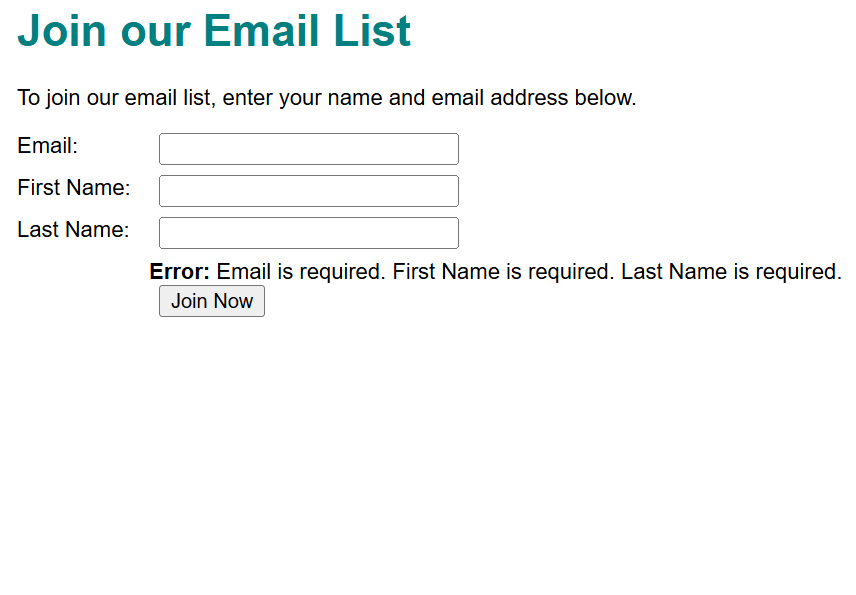 Join our Email List
To join our email list, enter your name and email address below.
Email:
First Name:
Last Name:
Error: Email is required. First Name is required. Last Name is required.
Join Now